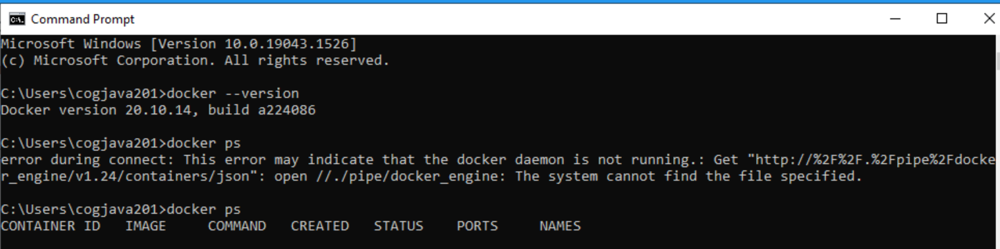 Command Prompt
Microsoft Windows [Version 10.0.19043.1526]
(c) Microsoft Corporation. All rights reserved.
C:\Users\cogjava201>docker --version
Docker version 20.10.14, build a224086
C:\Users\cogjava201>docker ps
error during connect: This error may indicate that the docker daemon is not running.: Get "http://%2F%2F.%2Fpipe%2Fdocke
r_engine/v1.24/containers/json": open //./pipe/docker_engine: The system cannot find the file specified.
C:\Users\cogjava201>docker ps
CONTAINER ID   IMAGE     COMMAND   CREATED   STATUS    PORTS     NAMES